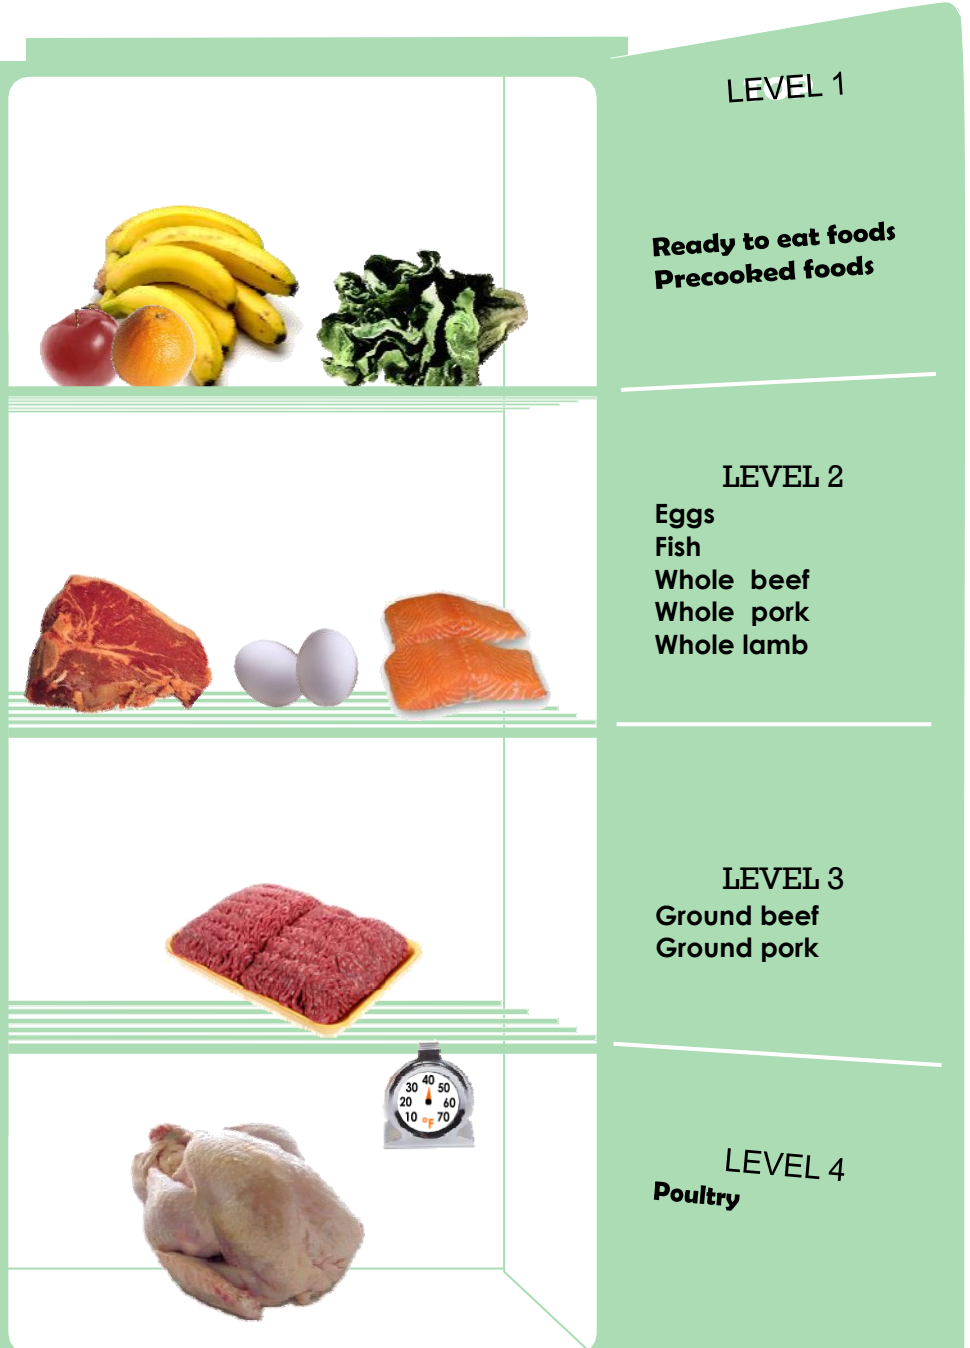 LEVEL 1
Ready to eat foods
Precooked foods
LEVEL 2
Eggs
Fish
Whole beef
Whole pork
Whole lamb
LEVEL 3
Ground beef
Ground pork
40
30 50
20 60
10 °F 70
LEVEL 4
Poultry